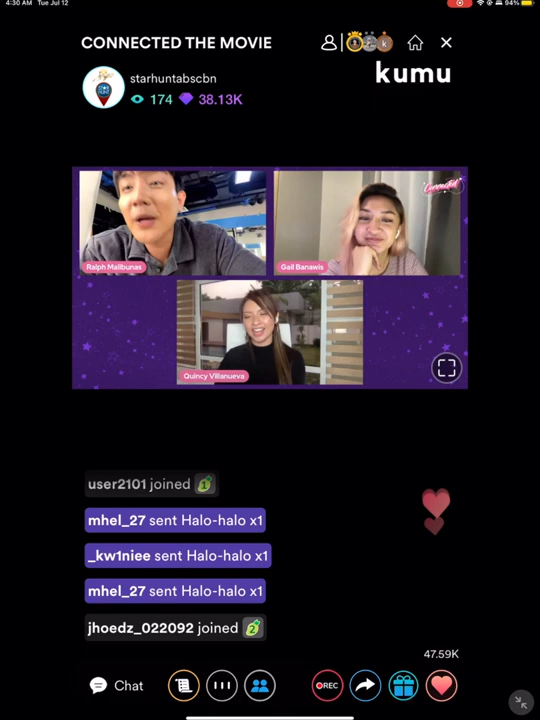 4:30 AM Tue Jul 12
94%
CONNECTED THE MOVIE
k
kumu
starhuntabscbn
174 38.13K
Connected
Ralph Malibunas
Gail Banawis
Quincy Villanueva
user2101 joined 1
mhel_27 sent Halo-halo x1
_kw1niee sent Halo-halo x1
mhel_27 sent Halo-halo x1
jhoedz_022092 joined 2
47.59K
Chat
REC